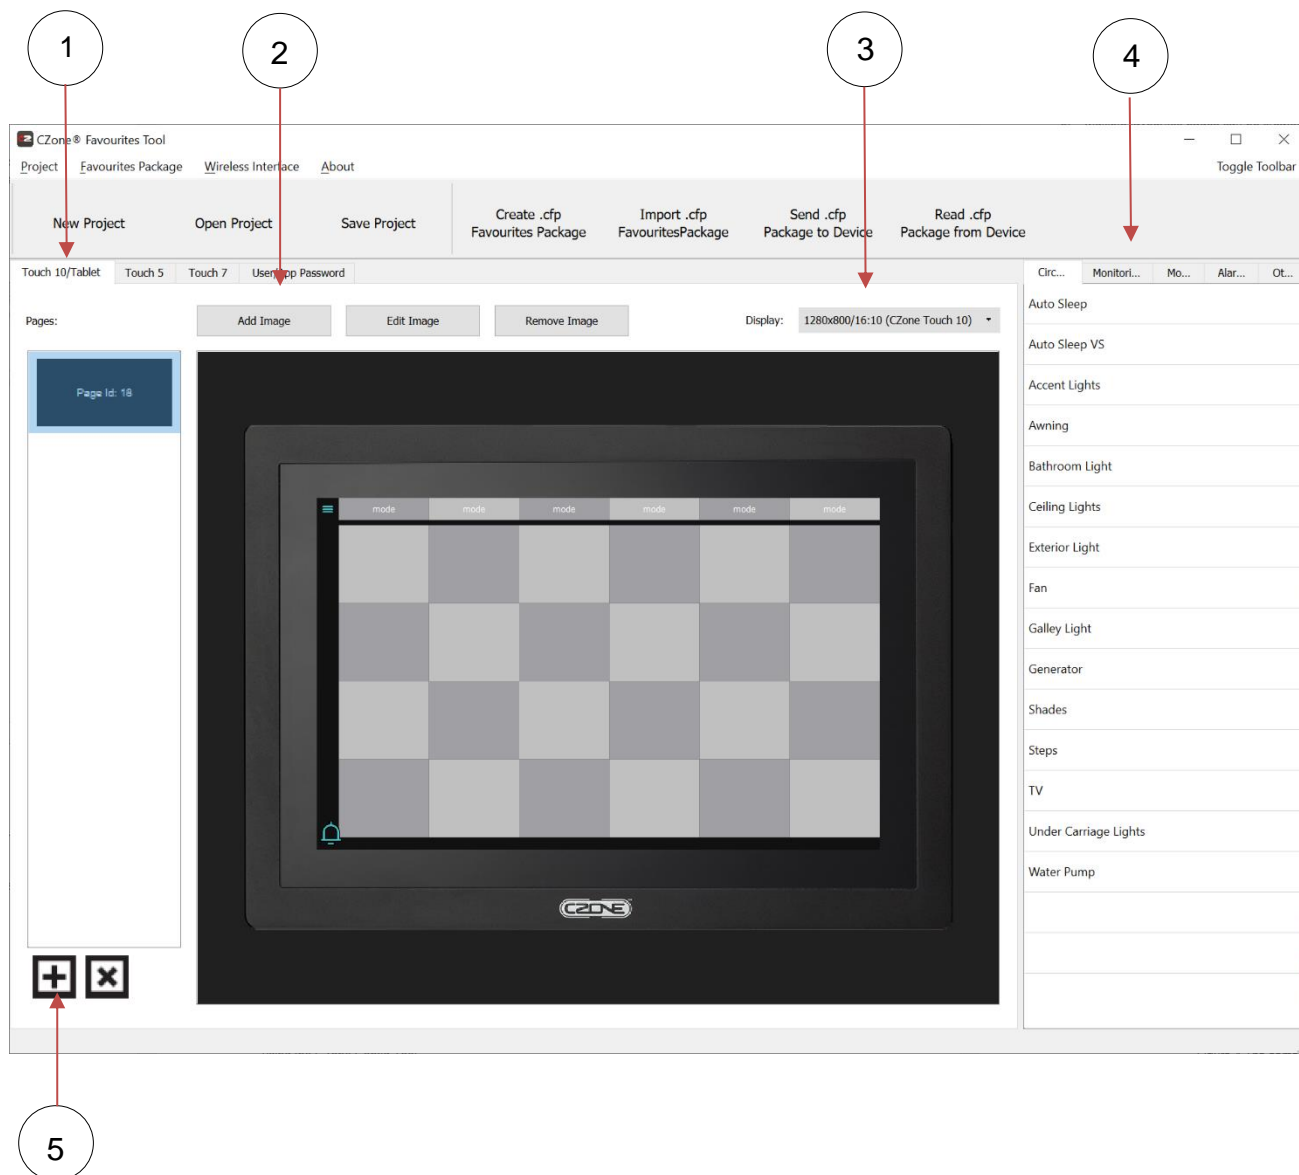 1
2
3
4
CZone® Favourites Tool
Project Favourites Package Wireless Interface About Toggle Toolbar
New Project
Open Project
Save Project
Create .cfp
Favourites Package
Import .cfp
FavouritesPackage
Send .cfp
Package to Device
Read .cfp
Package from Device
Touch 10/Tablet Touch 5 Touch 7 User/App Password
Circ... Monitori... Mo... Alar... Ot...
Pages:
Add Image
Edit Image
Remove Image
Display: 1280x800/16:10 (CZone Touch 10)
Page Id: 18
mode mode mode mode mode mode
CZONE
Auto Sleep
Auto Sleep VS
Accent Lights
Awning
Bathroom Light
Ceiling Lights
Exterior Light
Fan
Galley Light
Generator
Shades
Steps
TV
Under Carriage Lights
Water Pump
5